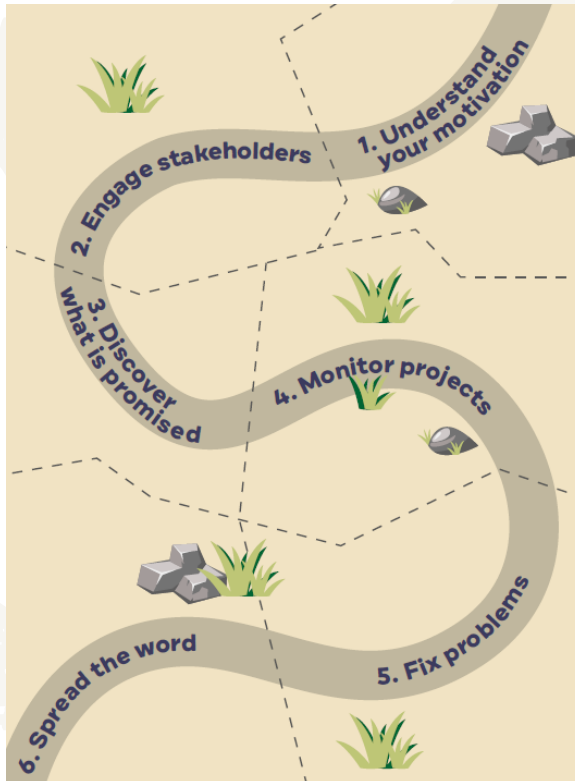 1. Understand
your motivation
2. Engage stakeholders
3. Discover
what is promised
4. Monitor projects
5. Fix problems
6. Spread the word